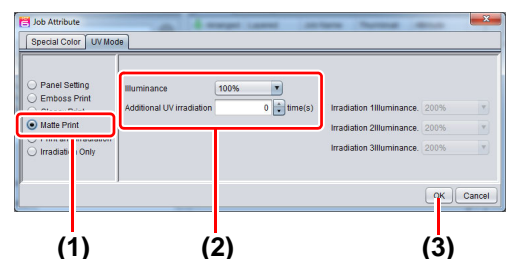 Job Attribute
Special Color UV Mode
Panel Setting
Emboss Print
Matte Print
Irradiation Only
Illuminance 100%
Additional UV irradiation 0 time(s)
Irradiation 1Illuminance. 200%
Irradiation 2Illuminance. 200%
Irradiation 3Illuminance. 200%
OK Cancel
(1) (2) (3)